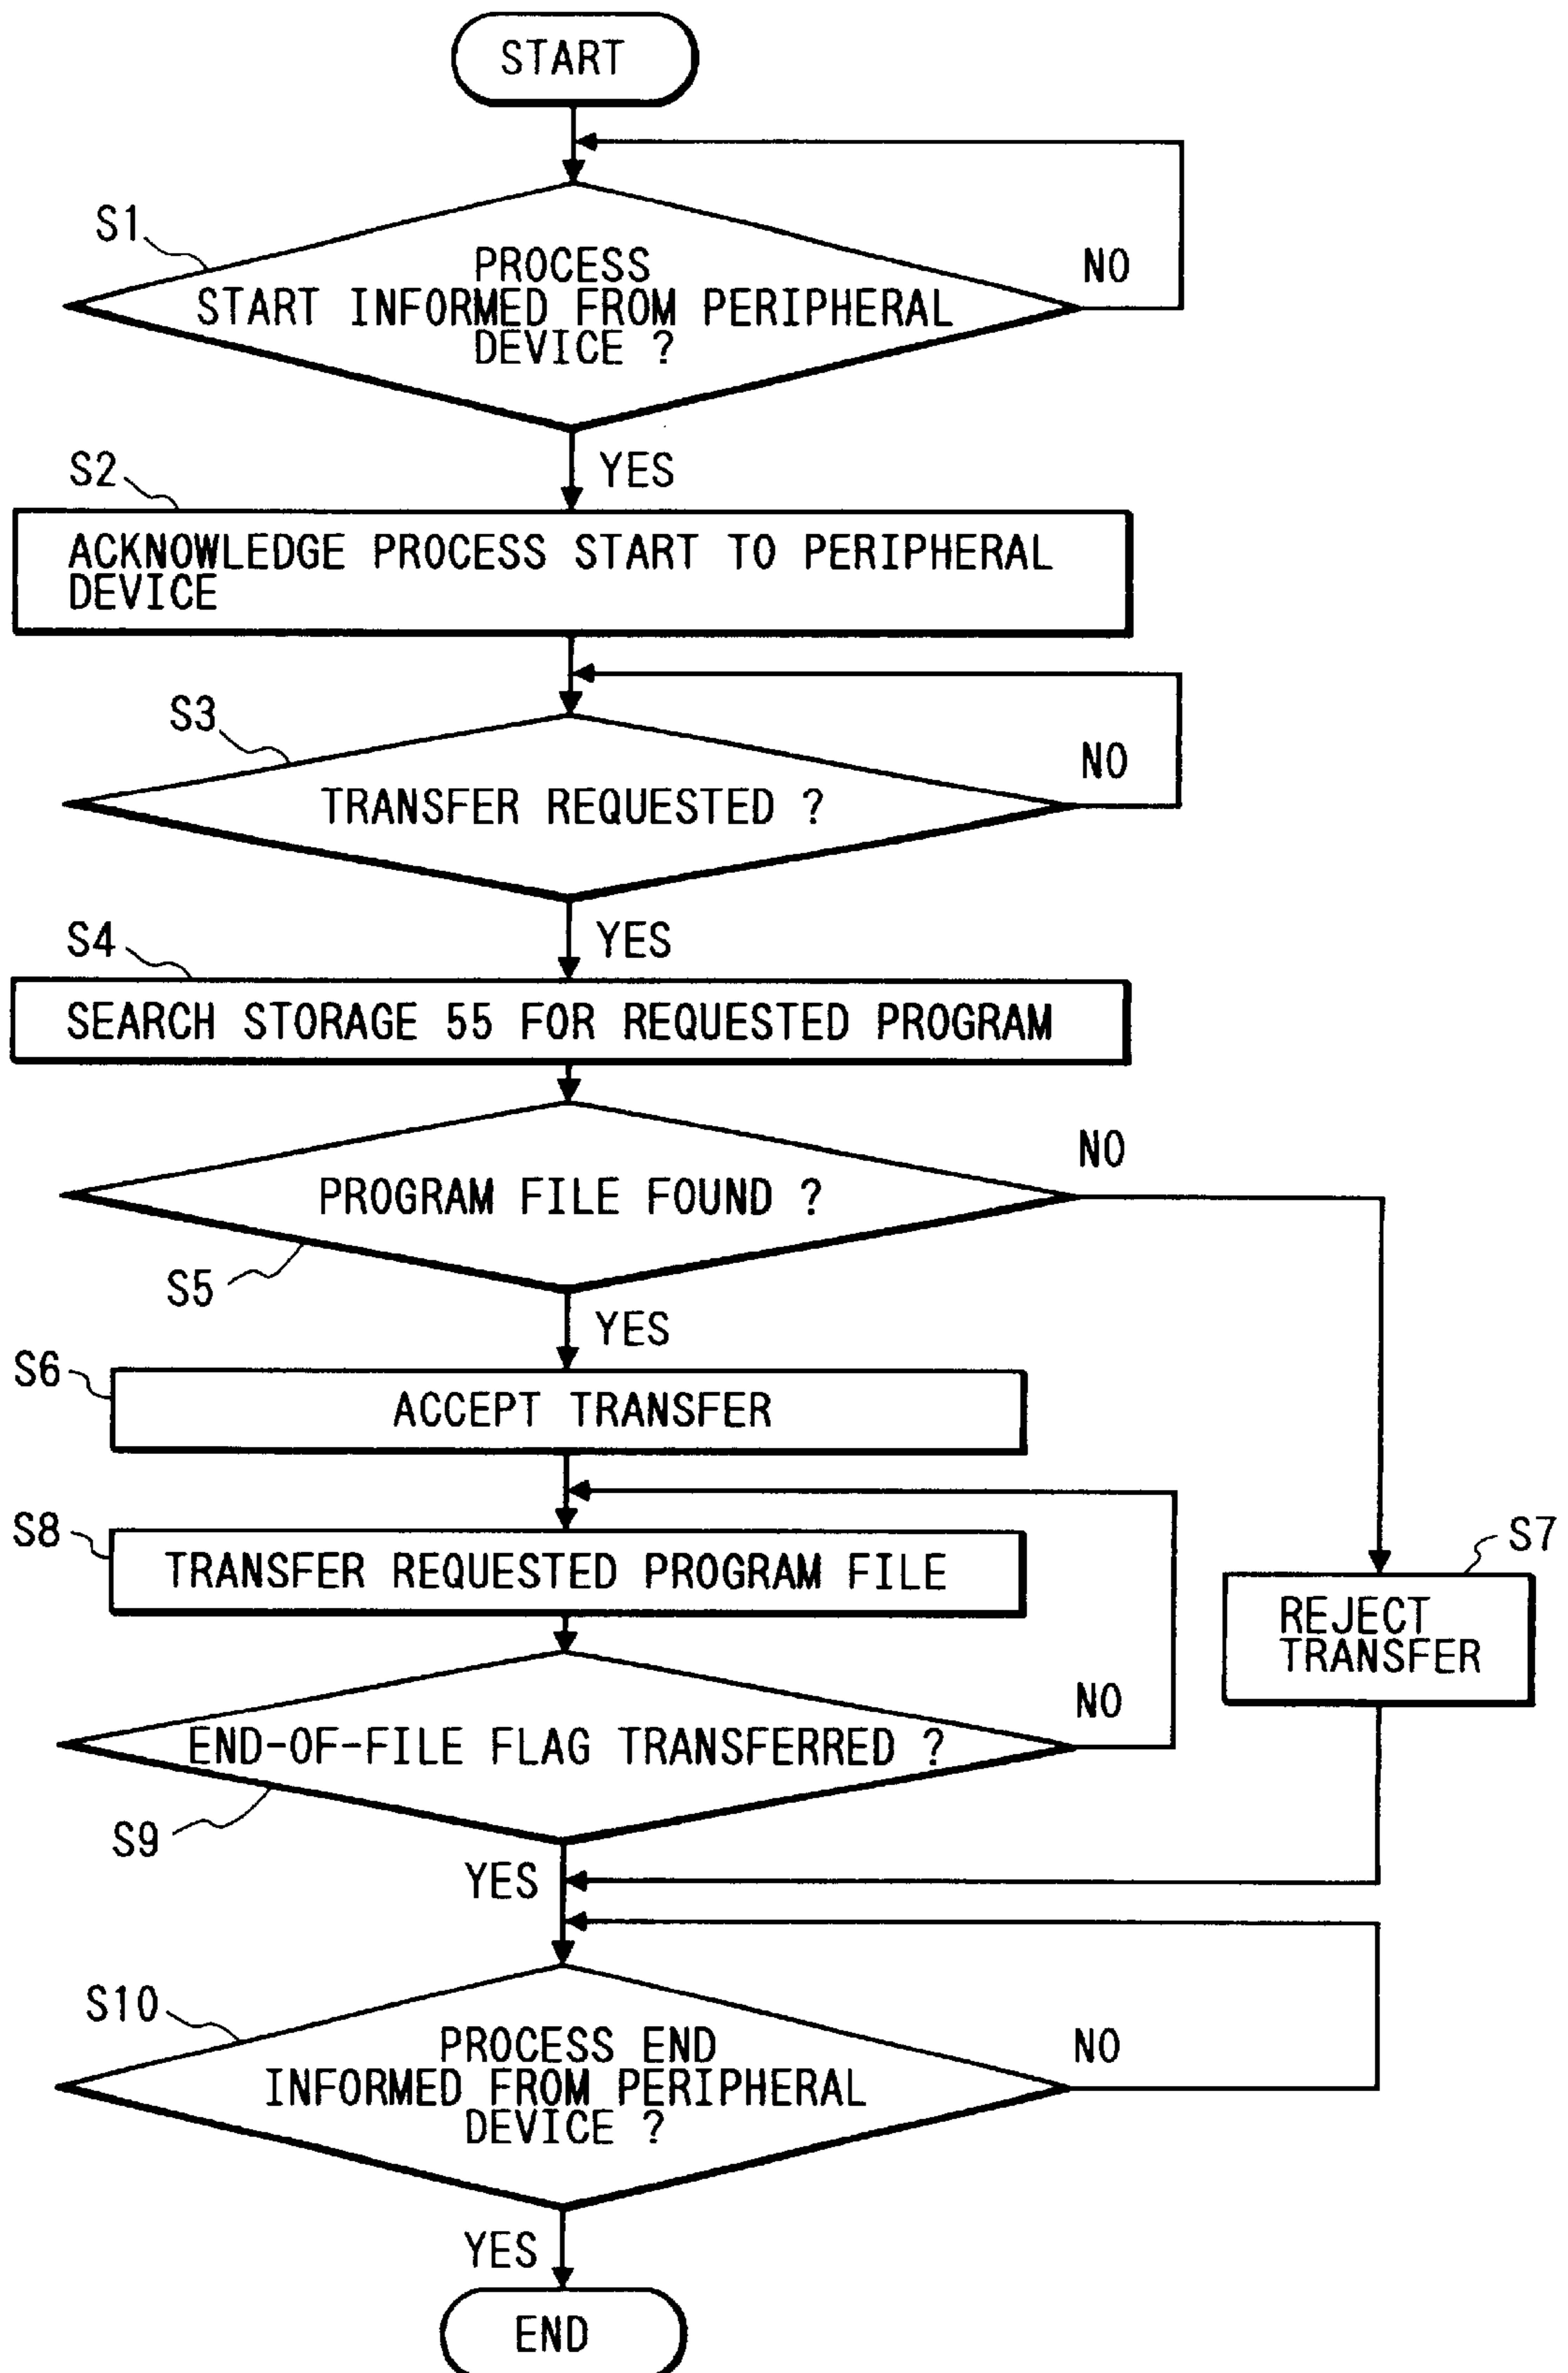 START
S1
PROCESS
START INFORMED FROM PERIPHERAL
DEVICE ?
NO
YES
S2
ACKNOWLEDGE PROCESS START TO PERIPHERAL
DEVICE
S3
TRANSFER REQUESTED ?
NO
YES
S4
SEARCH STORAGE 55 FOR REQUESTED PROGRAM
PROGRAM FILE FOUND ?
NO
S5
YES
S6
ACCEPT TRANSFER
S8
TRANSFER REQUESTED PROGRAM FILE
S7
REJECT
TRANSFER
END-OF-FILE FLAG TRANSFERRED ?
NO
S9
YES
S10
PROCESS END
INFORMED FROM PERIPHERAL
DEVICE ?
NO
YES
END